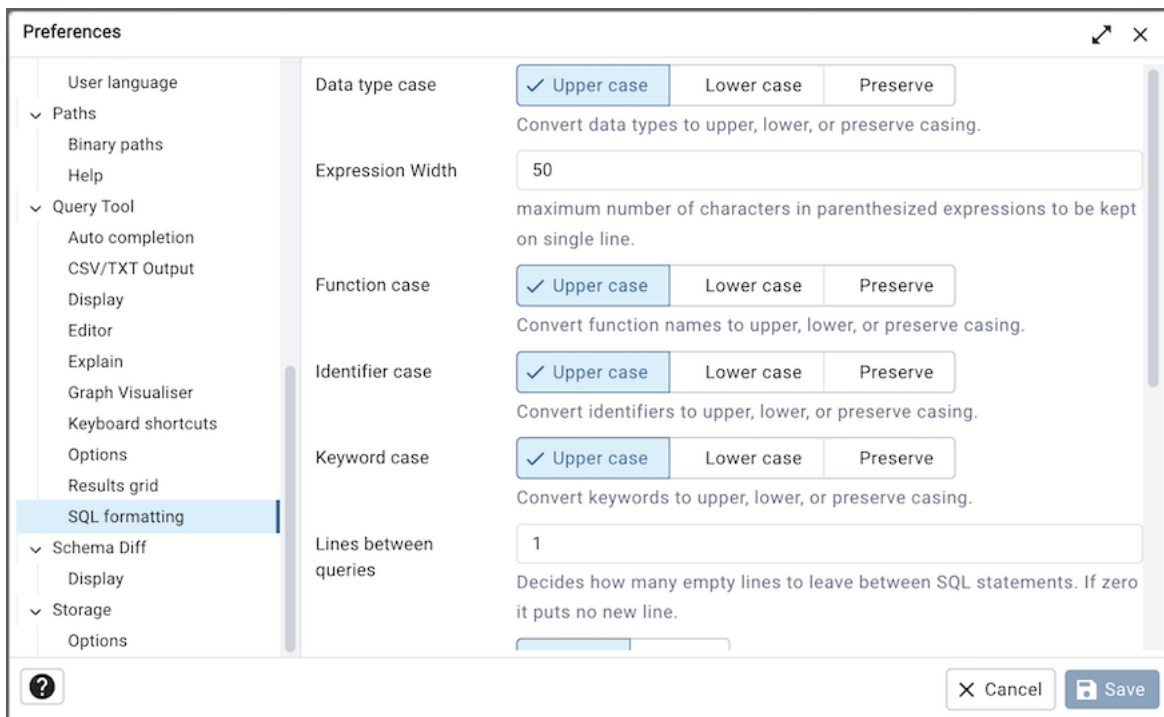 Preferences
User language
Paths
Binary paths
Help
Query Tool
Auto completion
CSV/TXT Output
Display
Editor
Explain
Graph Visualiser
Keyboard shortcuts
Options
Results grid
SQL formatting
Schema Diff
Display
Storage
Options
Data type case
Upper case Lower case Preserve
Convert data types to upper, lower, or preserve casing.
Expression Width
50
maximum number of characters in parenthesized expressions to be kept
on single line.
Function case
Upper case Lower case Preserve
Convert function names to upper, lower, or preserve casing.
Identifier case
Upper case Lower case Preserve
Convert identifiers to upper, lower, or preserve casing.
Keyword case
Upper case Lower case Preserve
Convert keywords to upper, lower, or preserve casing.
Lines between
queries
1
Decides how many empty lines to leave between SQL statements. If zero
it puts no new line.
?
Cancel Save